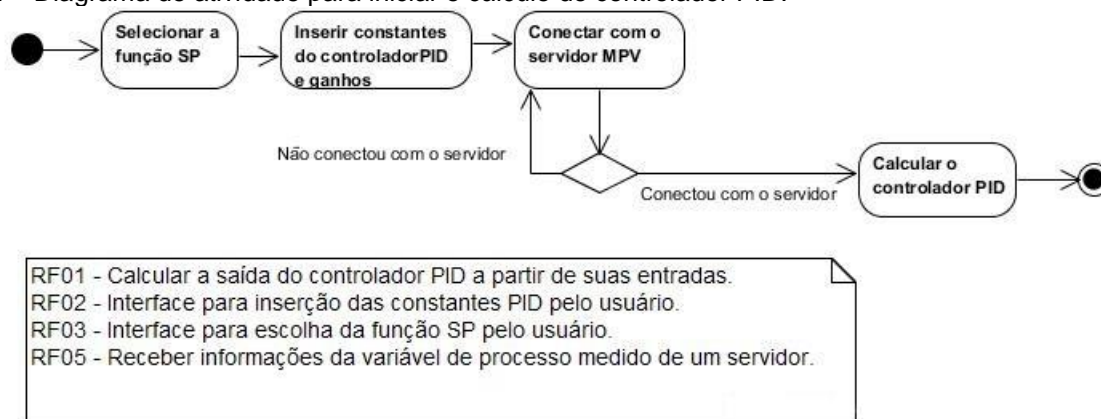 Diagrama de atividade para iniciar o cálculo do controlador PID.
Selecionar a
função SP
Inserir constantes
do controladorPID
e ganhos
Conectar com o
servidor MPV
Não conectou com o servidor
Conectou com o servidor
Calcular o
controlador PID
RF01 - Calcular a saída do controlador PID a partir de suas entradas.
RF02 - Interface para inserção das constantes PID pelo usuário.
RF03 - Interface para escolha da função SP pelo usuário.
RF05 - Receber informações da variável de processo medido de um servidor.